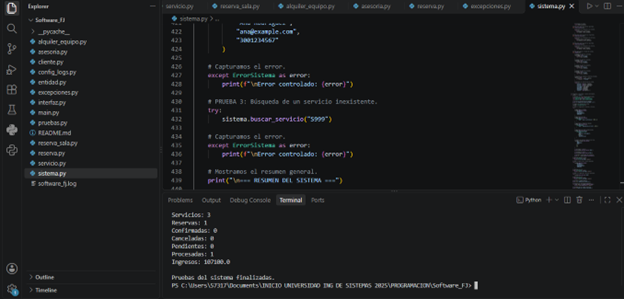 Explorer
Software_FJ
__pycache__
alquiler_equipo.py
asesoria.py
cliente.py
config_logs.py
entidad.py
excepciones.py
interfaz.py
main.py
pruebas.py
README.md
reserva_sala.py
reserva.py
servicio.py
sistema.py
software_fj.log
Outline
Timeline
servicio.py reserva_sala.py alquiler_equipo.py asesoria.py reserva.py excepciones.py sistema.py
sistema.py > ...
422 "ana@example.com",
423 "3001234567"
424 )
425
426 # Capturamos el error.
427 except ErrorSistema as error:
428 print(f"\nError controlado: {error}")
429
430 # PRUEBA 3: Búsqueda de un servicio inexistente.
431 try:
432 sistema.buscar_servicio("S999")
433
434 # Capturamos el error.
435 except ErrorSistema as error:
436 print(f"\nError controlado: {error}")
437
438 # Mostramos el resumen general.
439 print("\n=== RESUMEN DEL SISTEMA ===")
Problems Output Debug Console Terminal Ports
Python
Servicios: 3
Reservas: 1
Confirmadas: 0
Canceladas: 0
Pendientes: 0
Procesadas: 1
Ingresos: 107100.0
Pruebas del sistema finalizadas.
PS C:\Users\57317\Documents\INICIO UNIVERSIDAD ING DE SISTEMAS 2025\PROGRAMACION\Software_FJ>